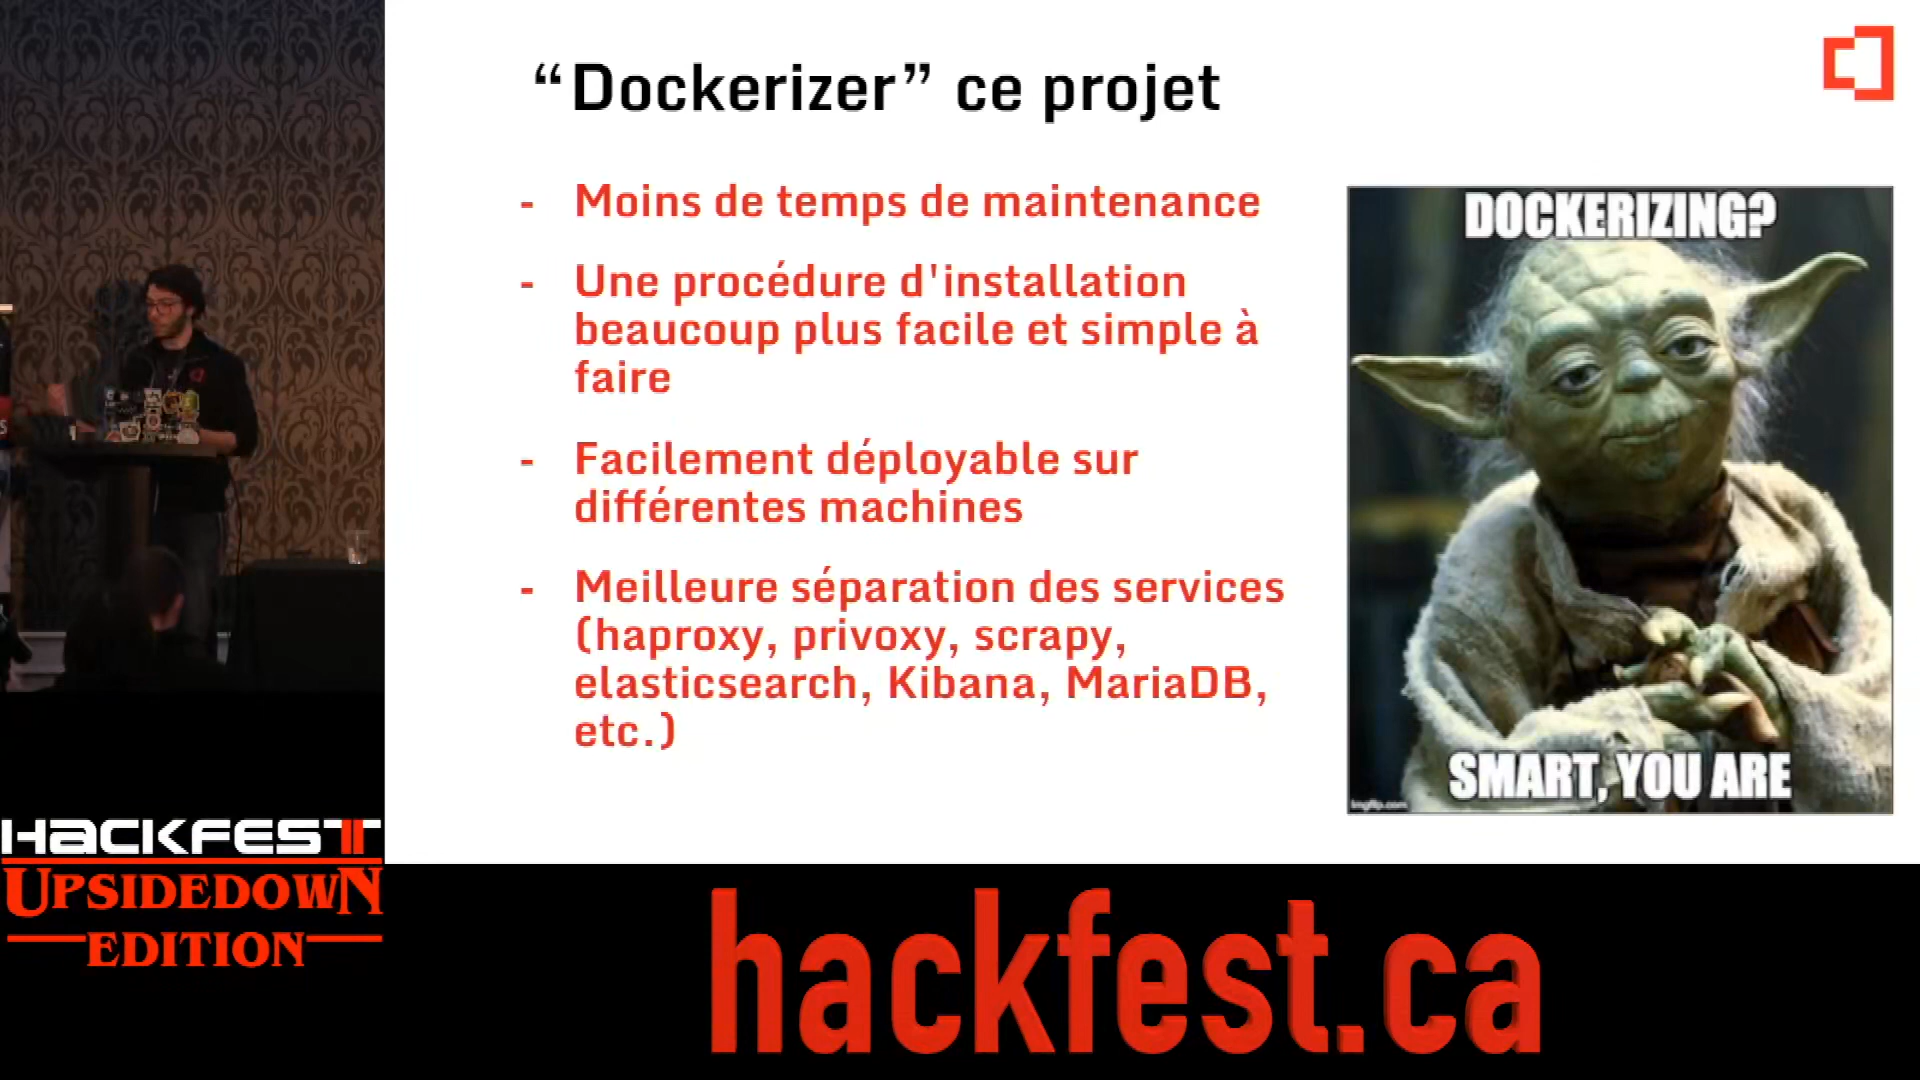 “Dockerizer” ce projet
- Moins de temps de maintenance
- Une procédure d'installation
beaucoup plus facile et simple à
faire
- Facilement déployable sur
différentes machines
- Meilleure séparation des services
(haproxy, privoxy, scrapy,
elasticsearch, Kibana, MariaDB,
etc.)
DOCKERIZING?
SMART, YOU ARE
imgflip.com
HACKFEST
UPSIDEDOWN
EDITION
hackfest.ca